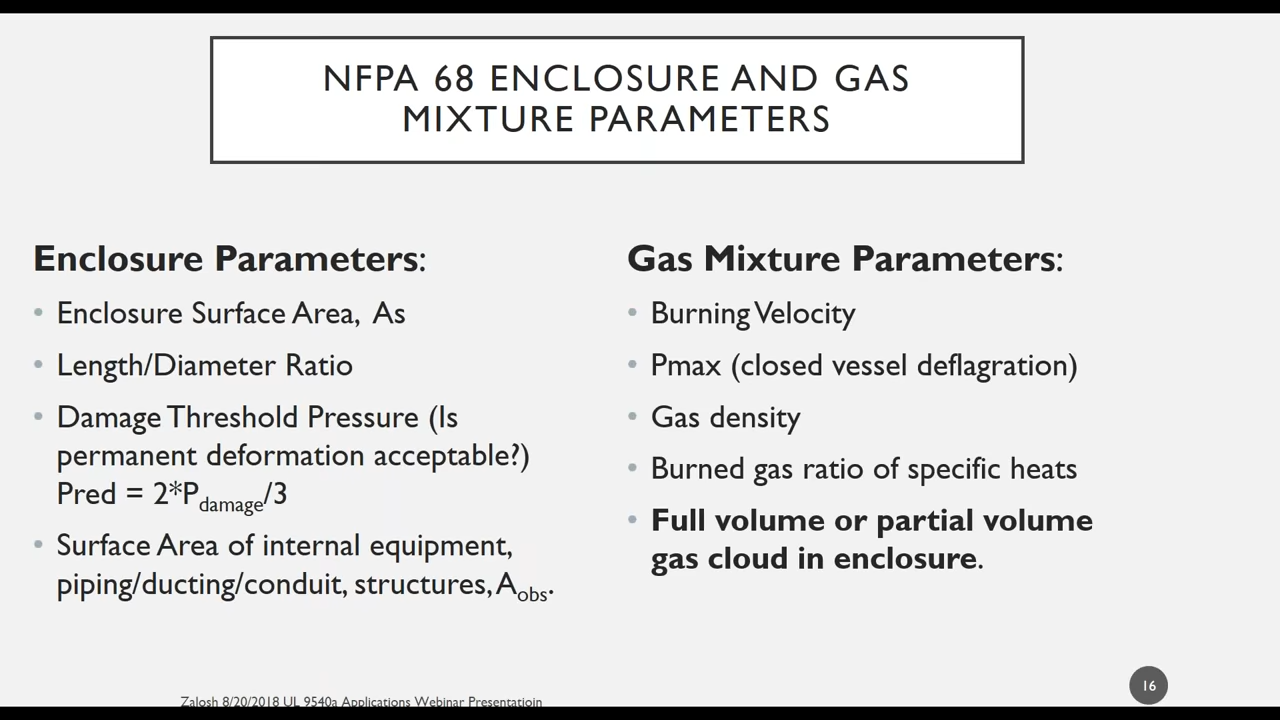 NFPA 68 ENCLOSURE AND GAS
MIXTURE PARAMETERS
Enclosure Parameters:
• Enclosure Surface Area, As
• Length/Diameter Ratio
• Damage Threshold Pressure (Is
permanent deformation acceptable?)
Pred = 2*Pdamage/3
• Surface Area of internal equipment,
piping/ducting/conduit, structures, Aobs.
Gas Mixture Parameters:
• Burning Velocity
• Pmax (closed vessel deflagration)
• Gas density
• Burned gas ratio of specific heats
• Full volume or partial volume
gas cloud in enclosure.
Zalosh 8/20/2018 UL 9540a Applications Webinar Presentatioin
16